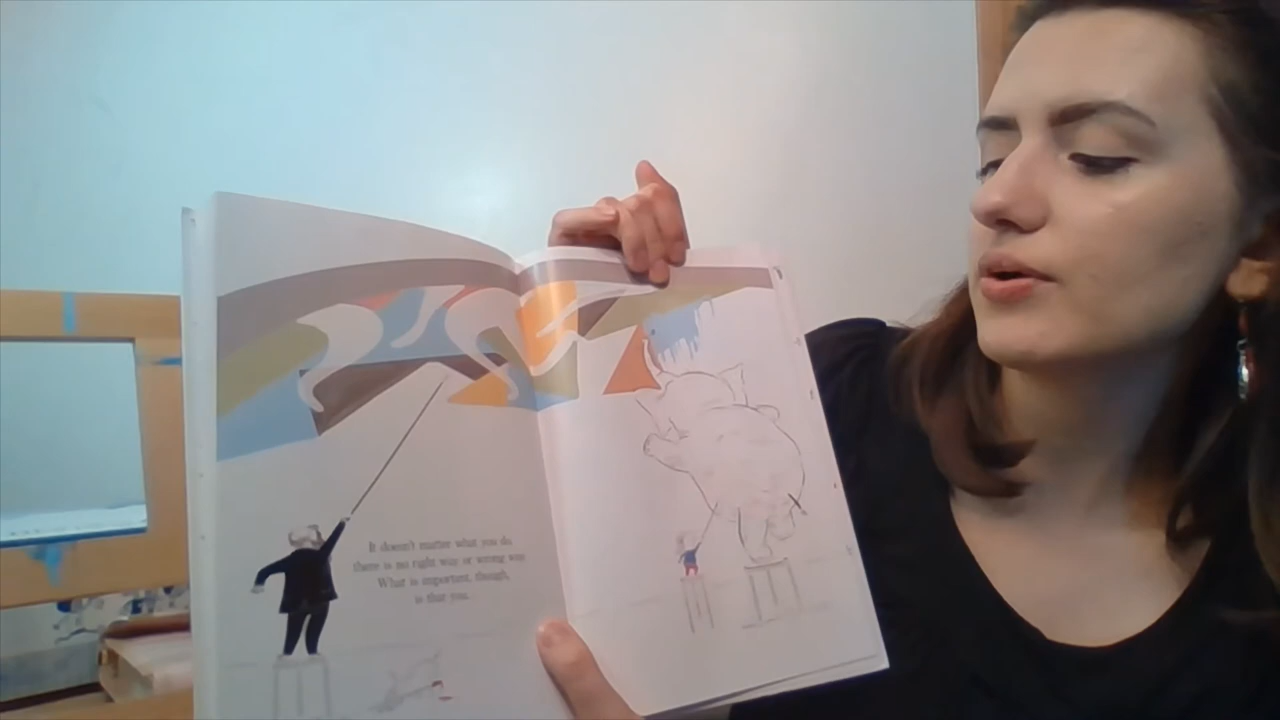 It doesn't matter what you do,
there is no right way or wrong way.
What is important, though,
is that you.